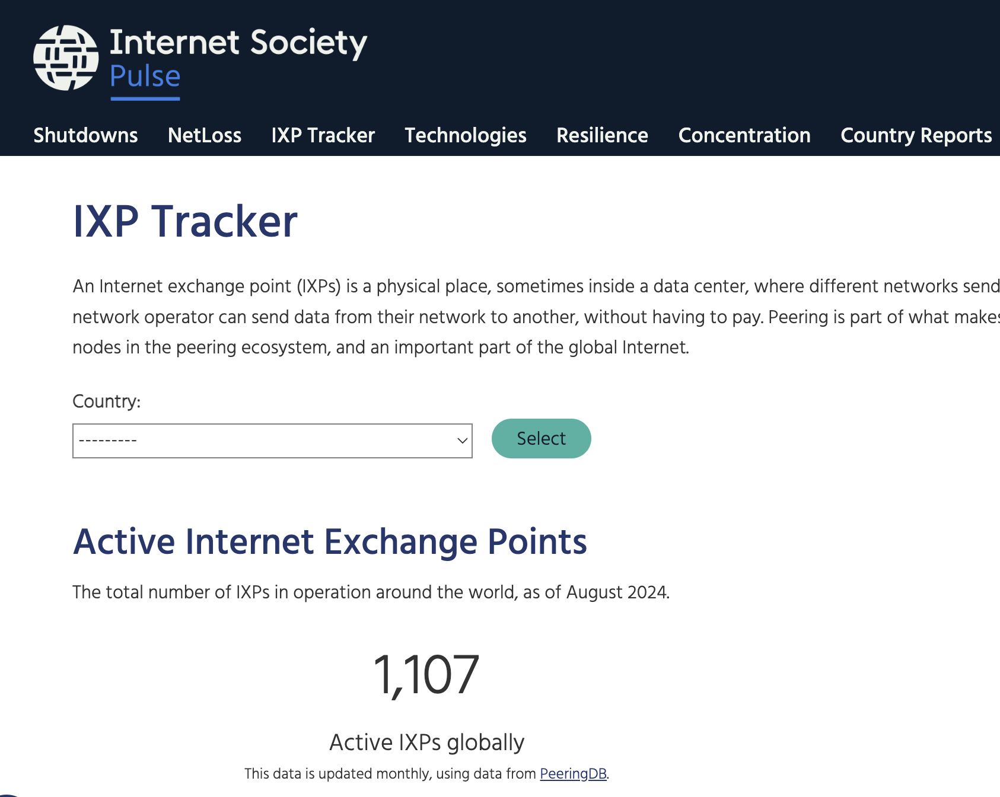 Internet Society
Pulse
Shutdowns NetLoss IXP Tracker Technologies Resilience Concentration Country Reports
IXP Tracker
An Internet exchange point (IXPs) is a physical place, sometimes inside a data center, where different networks send
network operator can send data from their network to another, without having to pay. Peering is part of what makes
nodes in the peering ecosystem, and an important part of the global Internet.
Country:
---------
Select
Active Internet Exchange Points
The total number of IXPs in operation around the world, as of August 2024.
1,107
Active IXPs globally
This data is updated monthly, using data from PeeringDB.